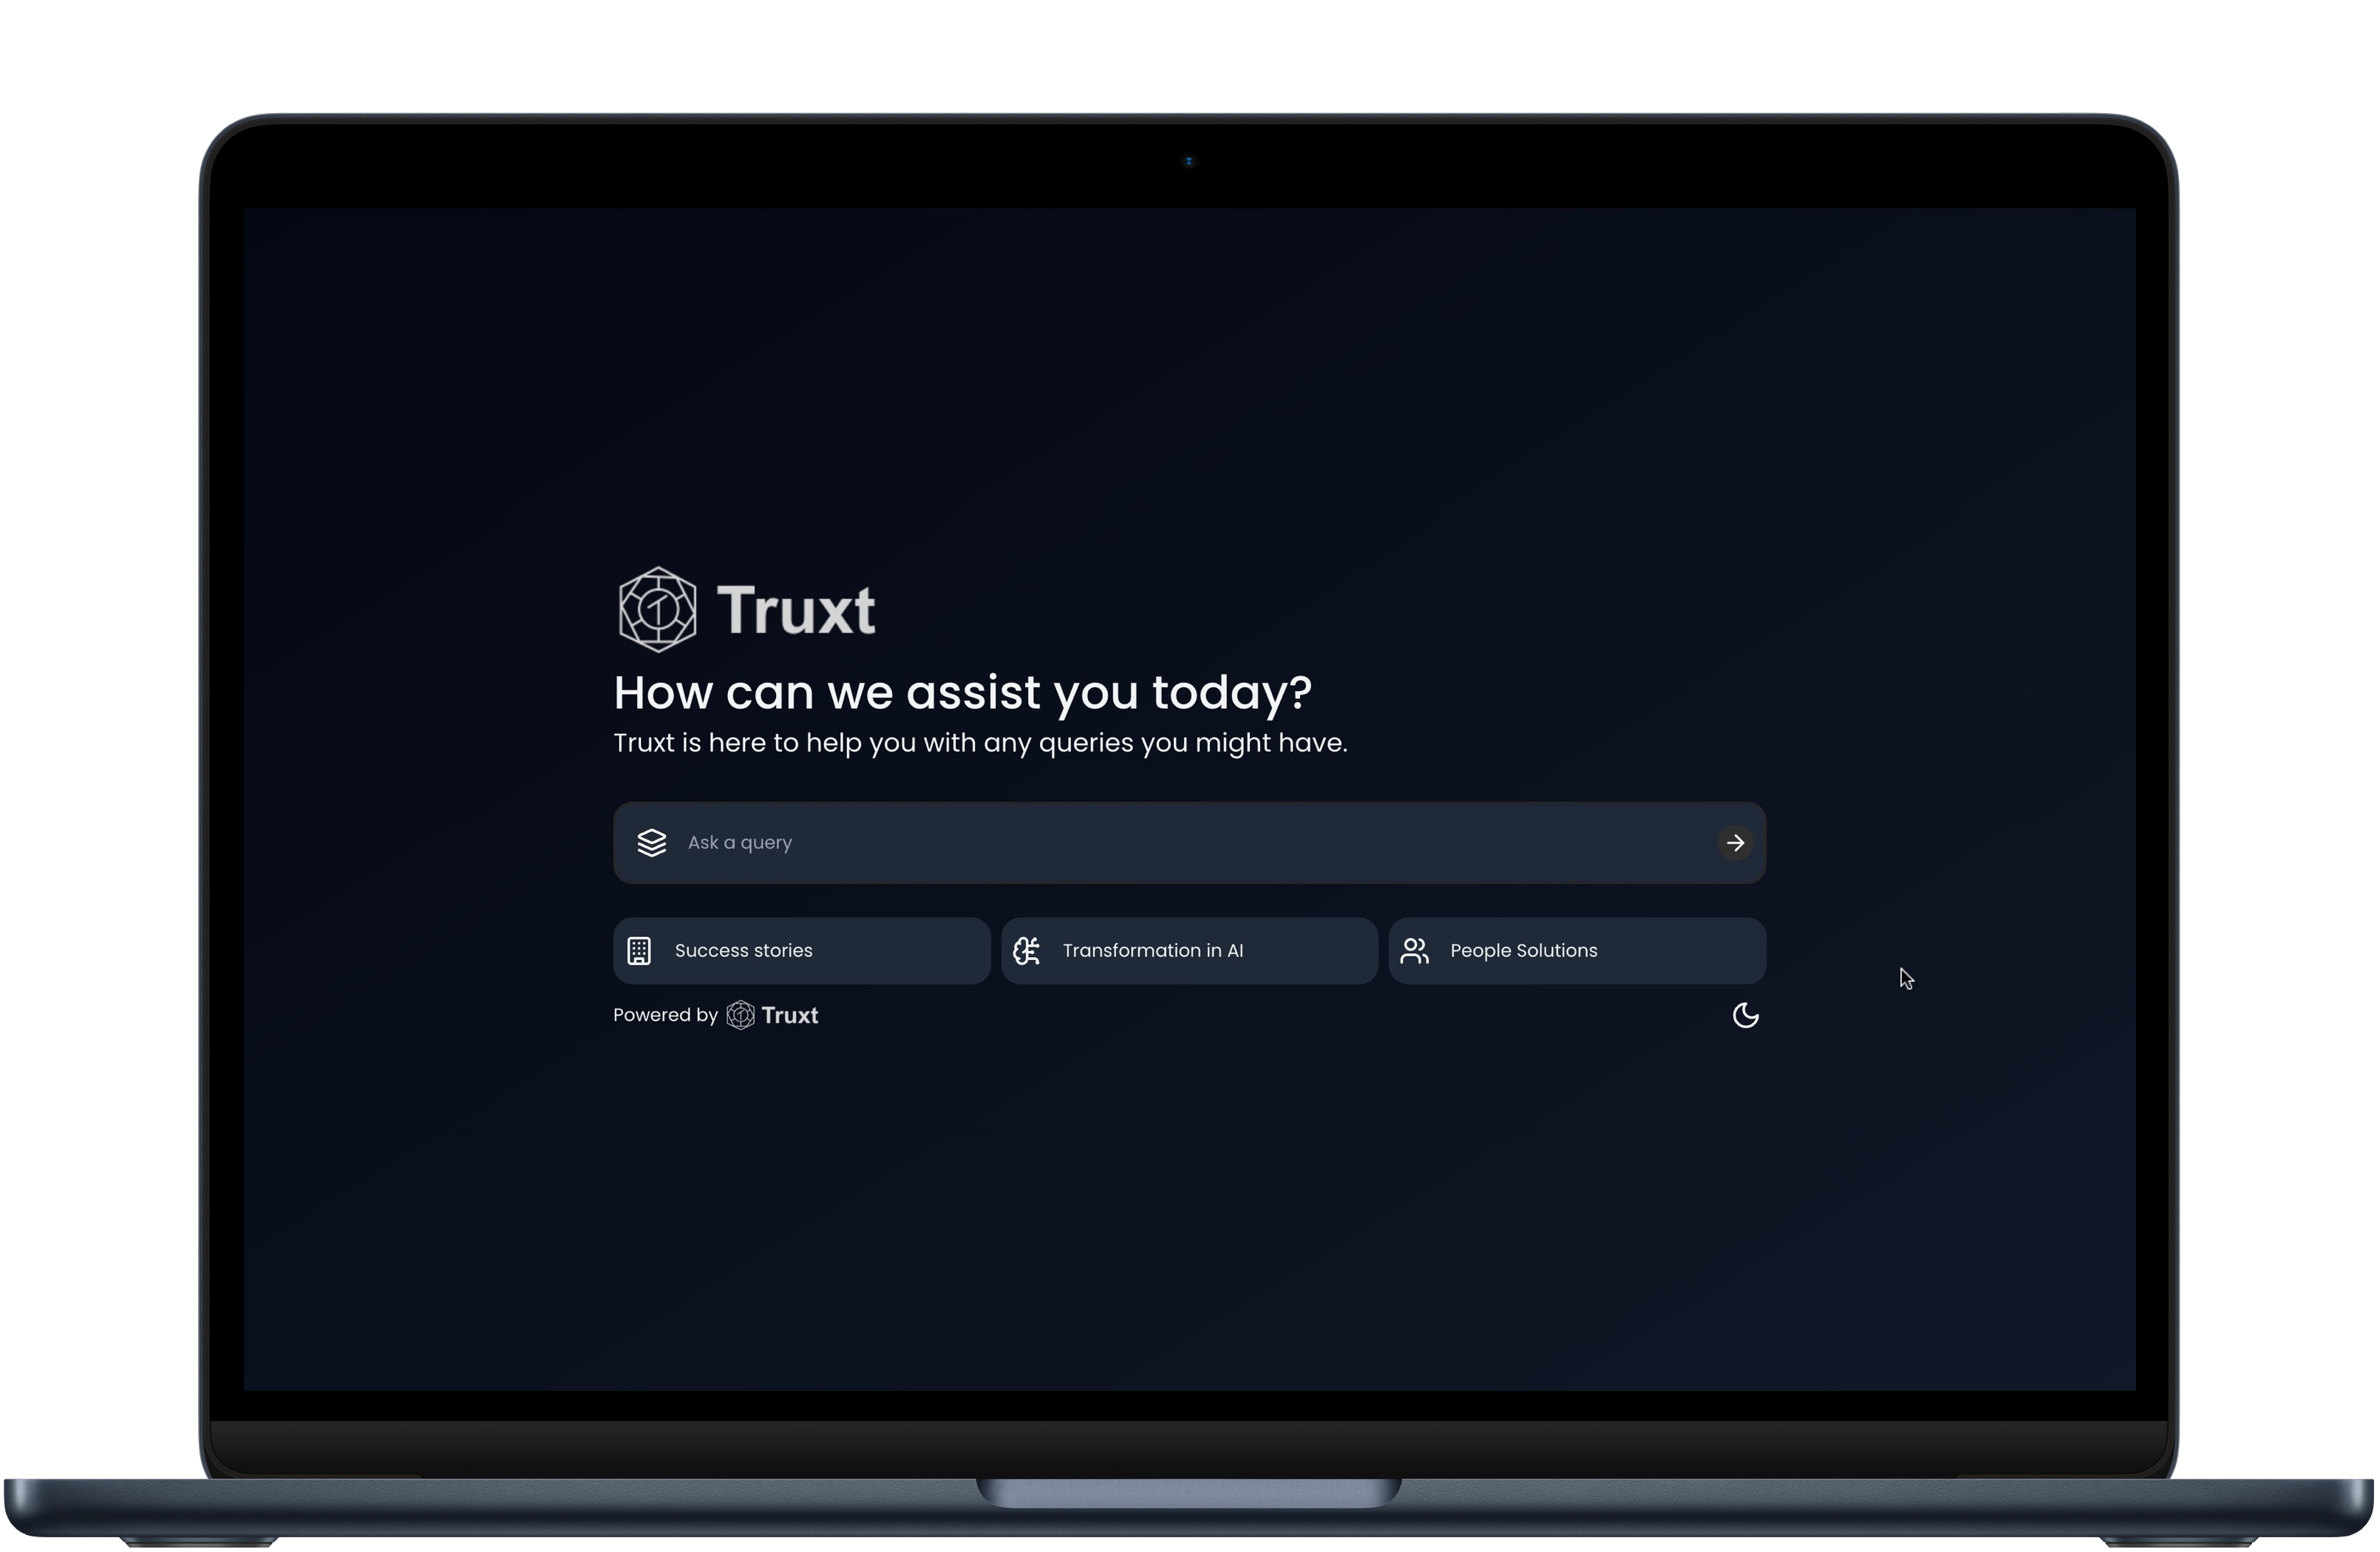 Truxt
How can we assist you today?
Truxt is here to help you with any queries you might have.
Ask a query
Success stories
Transformation in AI
People Solutions
Powered by Truxt